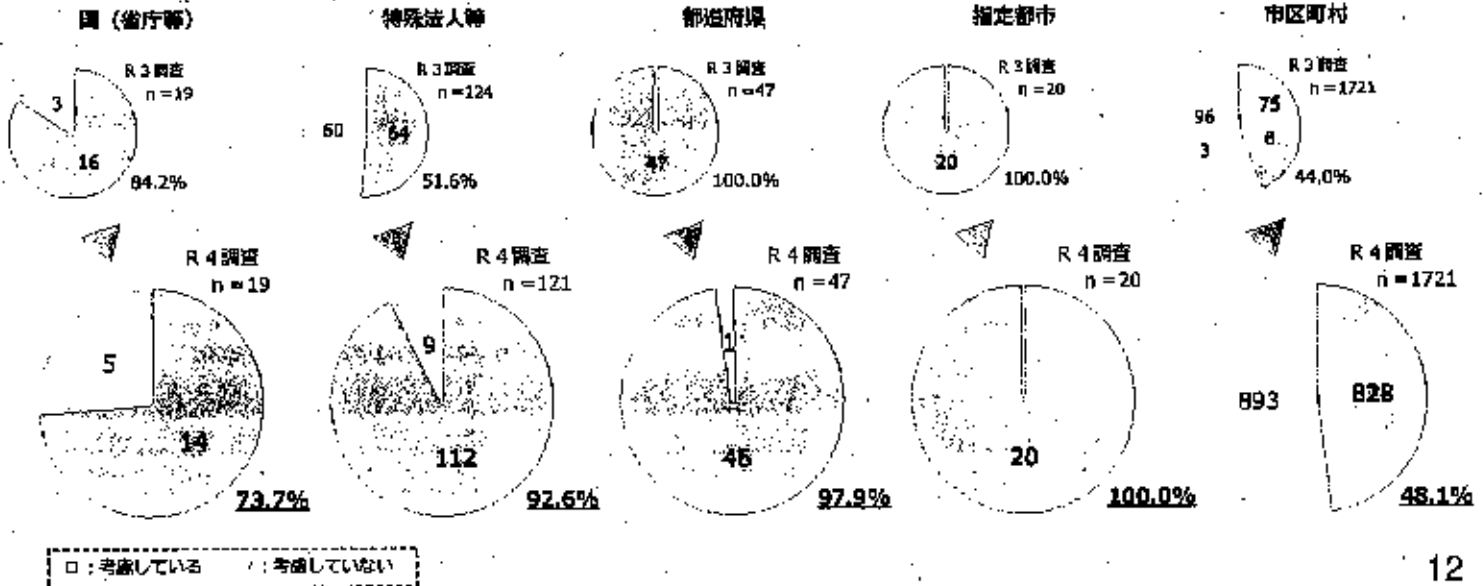 国（省庁等）
特殊法人等
都道府県
指定都市
市区町村
R３調査
n＝19
3
16
84.2%
R３調査
n＝124
60
64
51.6%
R３調査
n＝47
47
100.0%
R３調査
n＝20
20
100.0%
R３調査
n＝1721
96
3
75
8
44.0%
R４調査
n＝19
5
14
73.7%
R４調査
n＝121
9
112
92.6%
R４調査
n＝47
1
46
97.9%
R４調査
n＝20
20
100.0%
R４調査
n＝1721
893
828
48.1%
□：考慮している ：考慮していない
12